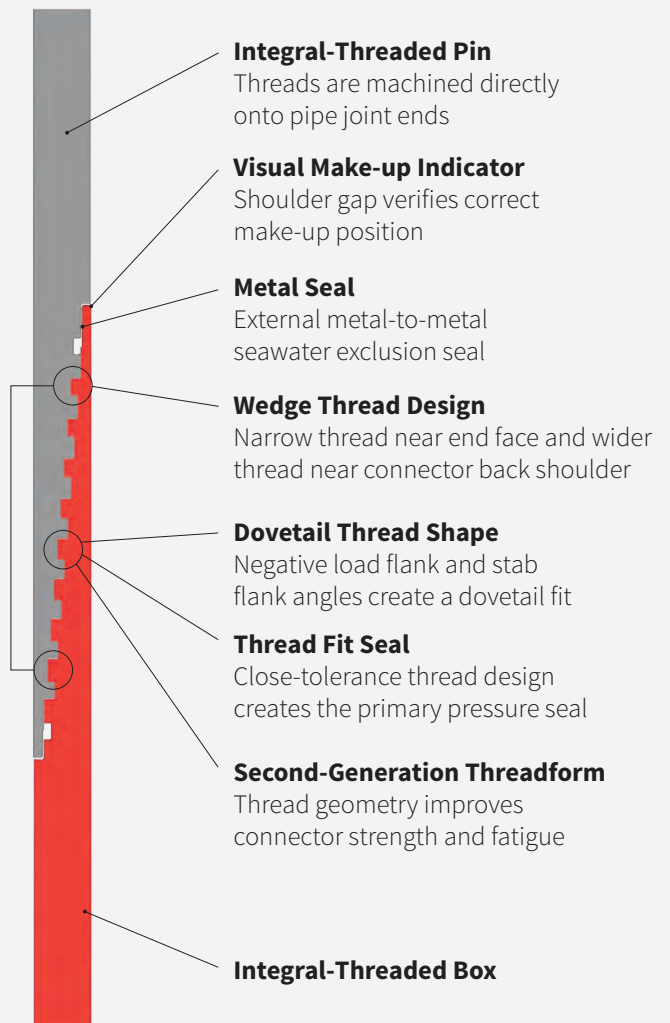 Integral-Threaded Pin
Threads are machined directly
onto pipe joint ends
Visual Make-up Indicator
Shoulder gap verifies correct
make-up position
Metal Seal
External metal-to-metal
seawater exclusion seal
Wedge Thread Design
Narrow thread near end face and wider
thread near connector back shoulder
Dovetail Thread Shape
Negative load flank and stab
flank angles create a dovetail fit
Thread Fit Seal
Close-tolerance thread design
creates the primary pressure seal
Second-Generation Threadform
Thread geometry improves
connector strength and fatigue
Integral-Threaded Box